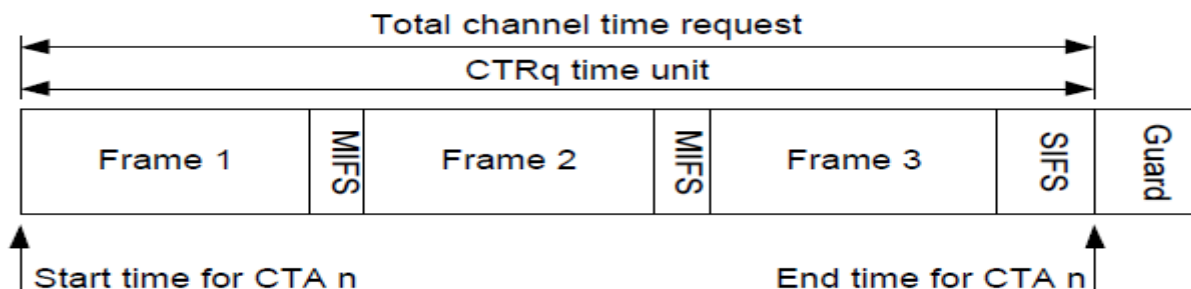 Total channel time request
CTRq time unit
Frame 1
MIFS
Frame 2
MIFS
Frame 3
SIFS
Guard
Start time for CTA n
End time for CTA n